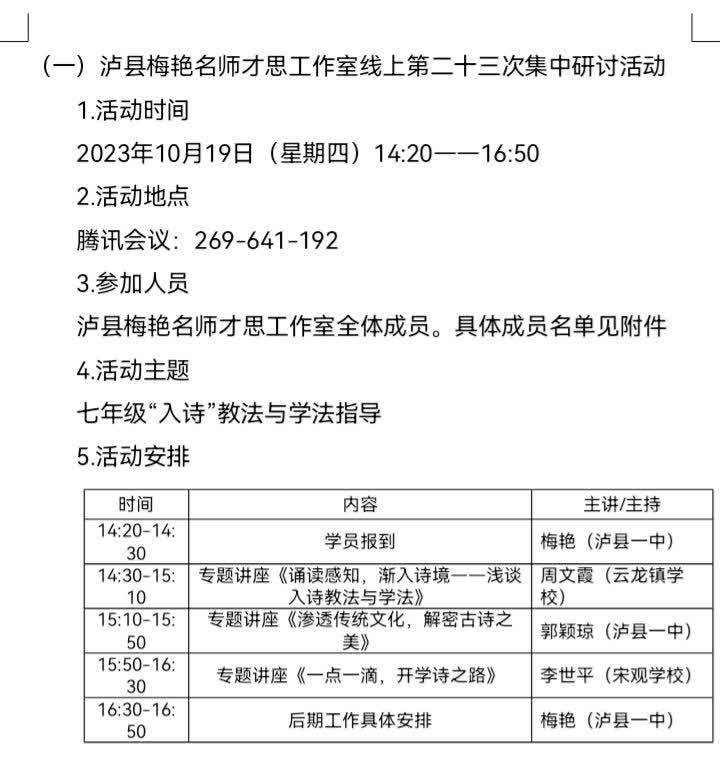 （一）泸县梅艳名师才思工作室线上第二十三次集中研讨活动
1.活动时间
2023年10月19日（星期四）14:20——16:50
2.活动地点
腾讯会议：269-641-192
3.参加人员
泸县梅艳名师才思工作室全体成员。具体成员名单见附件
4.活动主题
七年级“入诗”教法与学法指导
5.活动安排
时间 内容 主讲/主持
14:20-14:
30
学员报到
梅艳（泸县一中）
14:30-15:
10
专题讲座《诵读感知，渐入诗境——浅谈
入诗教法与学法》
周文霞（云龙镇学
校）
15:10-15:
50
专题讲座《渗透传统文化，解密古诗之
美》
郭颖琼（泸县一中）
15:50-16:
30
专题讲座《一点一滴，开学诗之路》
李世平（宋观学校）
16:30-16:
50
后期工作具体安排
梅艳（泸县一中）